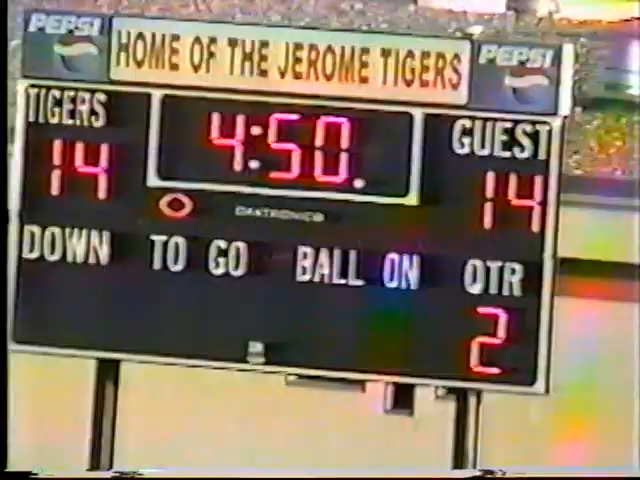 PEPSI HOME OF THE JEROME TIGERS PEPSI
TIGERS 4:50. GUEST
14 14
DAKTRONICS
DOWN TO GO BALL ON QTR
2